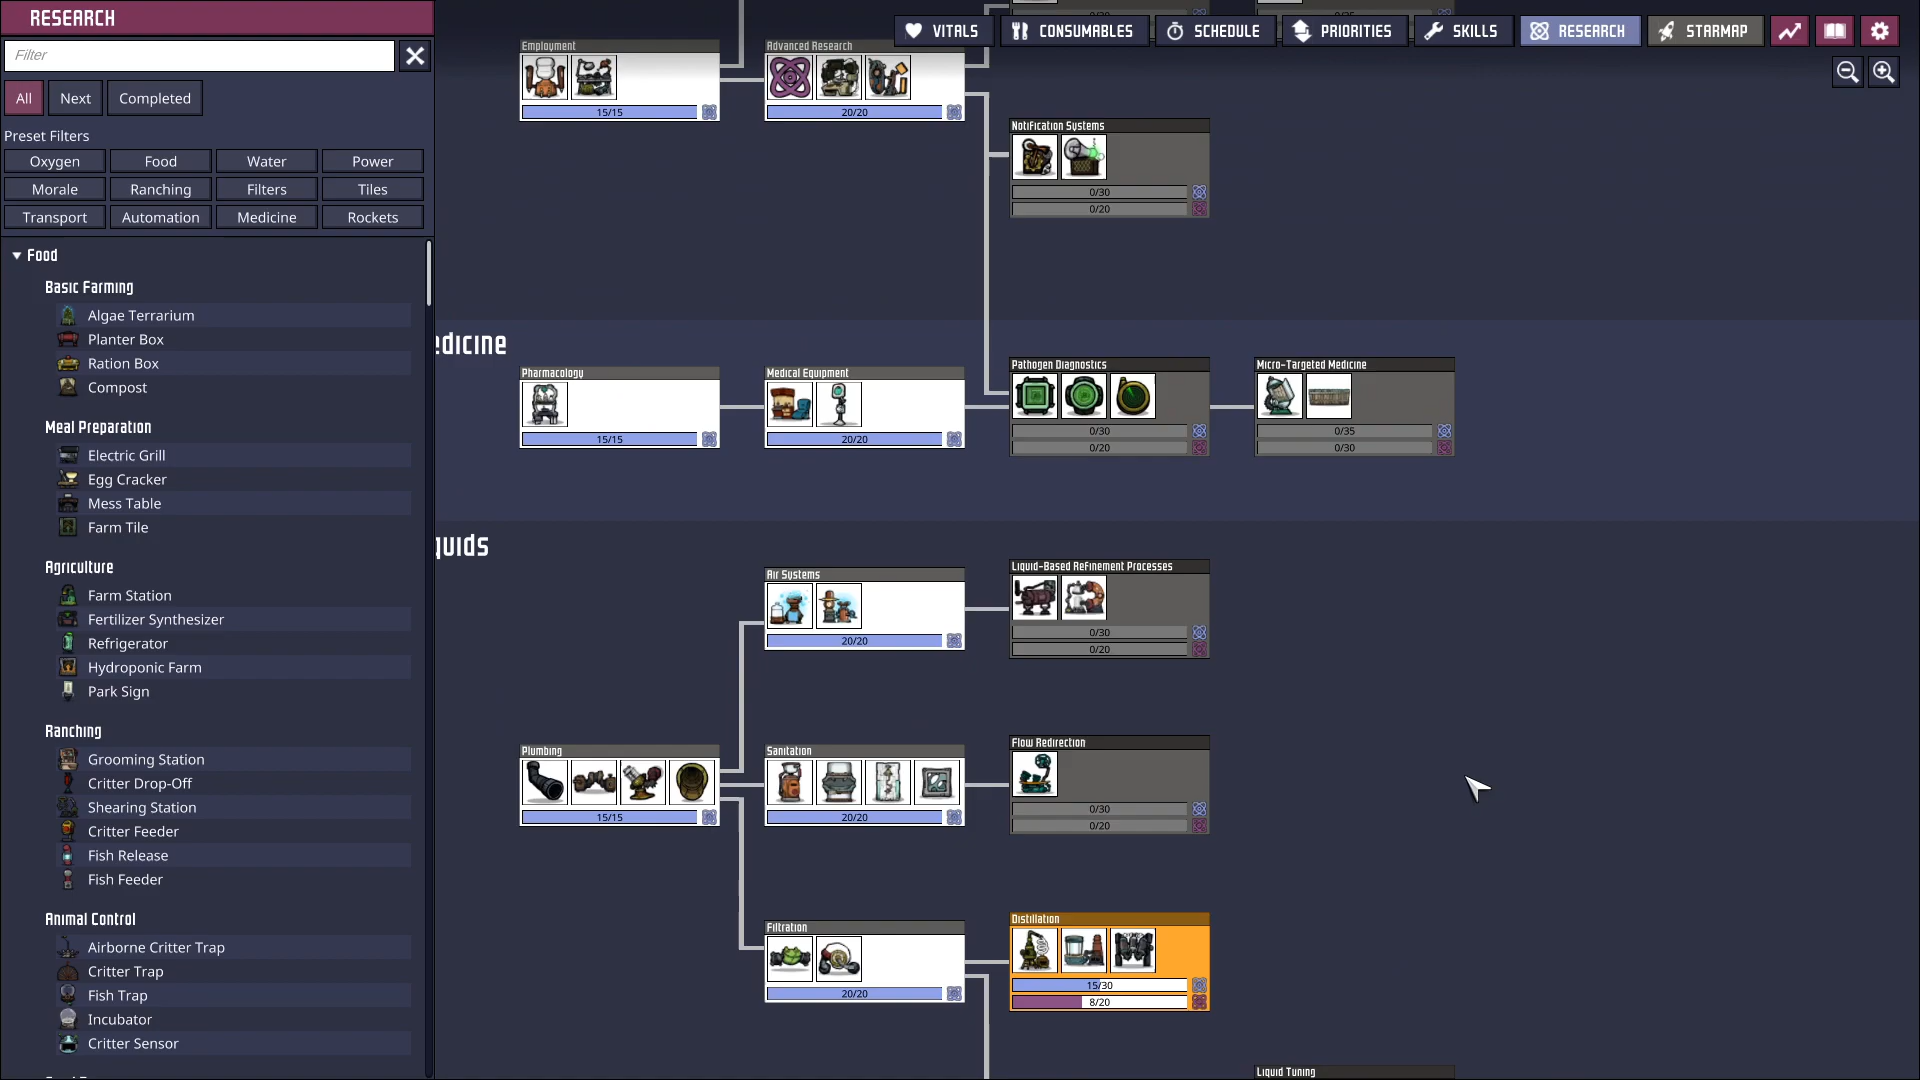 RESEARCH
Filter
All
Next
Completed
Preset Filters
Oxygen
Food
Water
Power
Morale
Ranching
Filters
Tiles
Transport
Automation
Medicine
Rockets
Food
Basic Farming
Algae Terrarium
Planter Box
Ration Box
Compost
Meal Preparation
Electric Grill
Egg Cracker
Mess Table
Farm Tile
Agriculture
Farm Station
Fertilizer Synthesizer
Refrigerator
Hydroponic Farm
Park Sign
Ranching
Grooming Station
Critter Drop-Off
Shearing Station
Critter Feeder
Fish Release
Fish Feeder
Animal Control
Airborne Critter Trap
Critter Trap
Fish Trap
Incubator
Critter Sensor
VITALS
CONSUMABLES
SCHEDULE
PRIORITIES
SKILLS
RESEARCH
STARMAP
Employment
15/15
Advanced Research
20/20
Notification Systems
0/30
0/20
edicine
Pharmacology
15/15
Medical Equipment
20/20
Pathogen Diagnostics
0/30
0/20
Micro-Targeted Medicine
0/35
0/30
quids
Air Systems
20/20
Liquid-Based Refinement Processes
0/30
0/20
Plumbing
15/15
Sanitation
20/20
Flow Redirection
0/30
0/20
Filtration
20/20
Distillation
15/30
8/20
Liquid Tuning